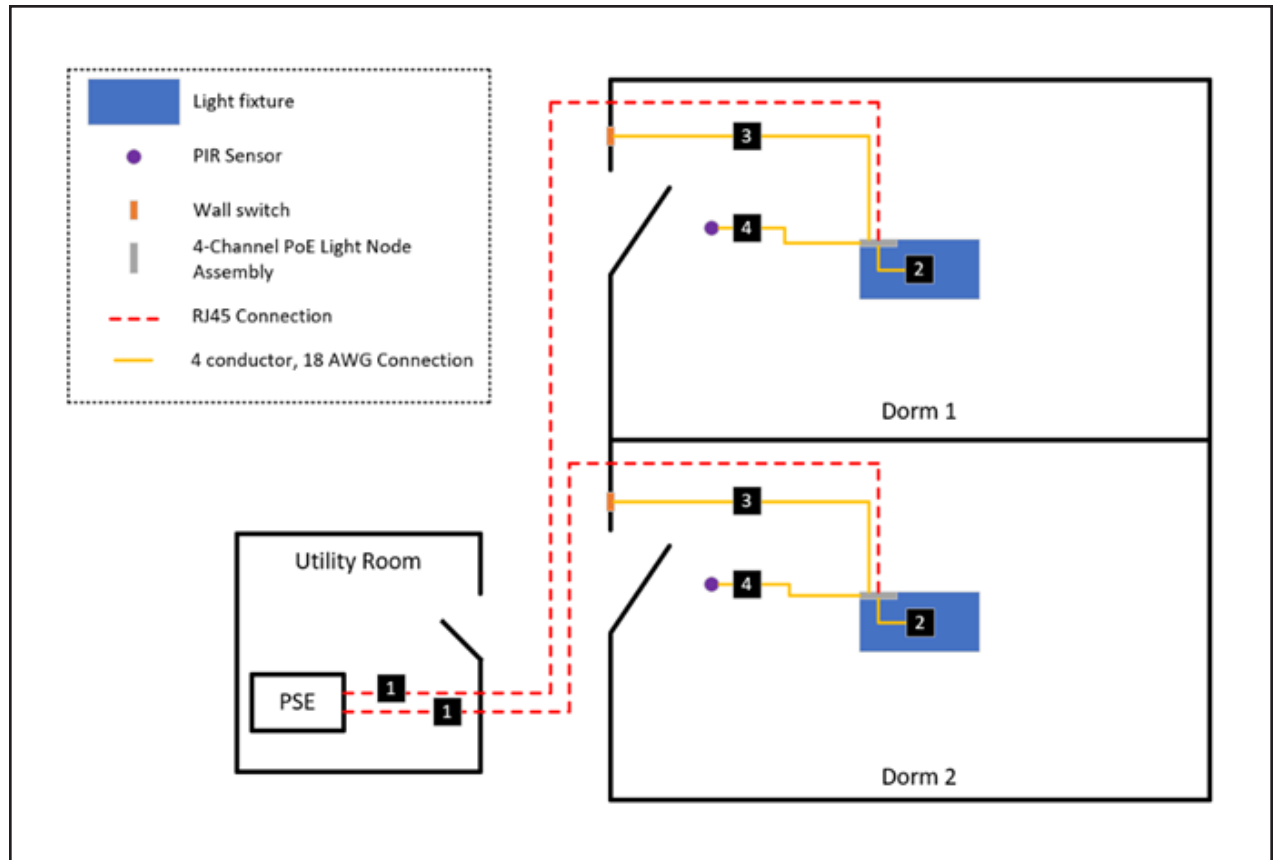 Light fixture
PIR Sensor
Wall switch
4-Channel PoE Light Node
Assembly
RJ45 Connection
4 conductor, 18 AWG Connection
3
4
2
Dorm 1
3
4
2
Dorm 2
Utility Room
PSE
1
1